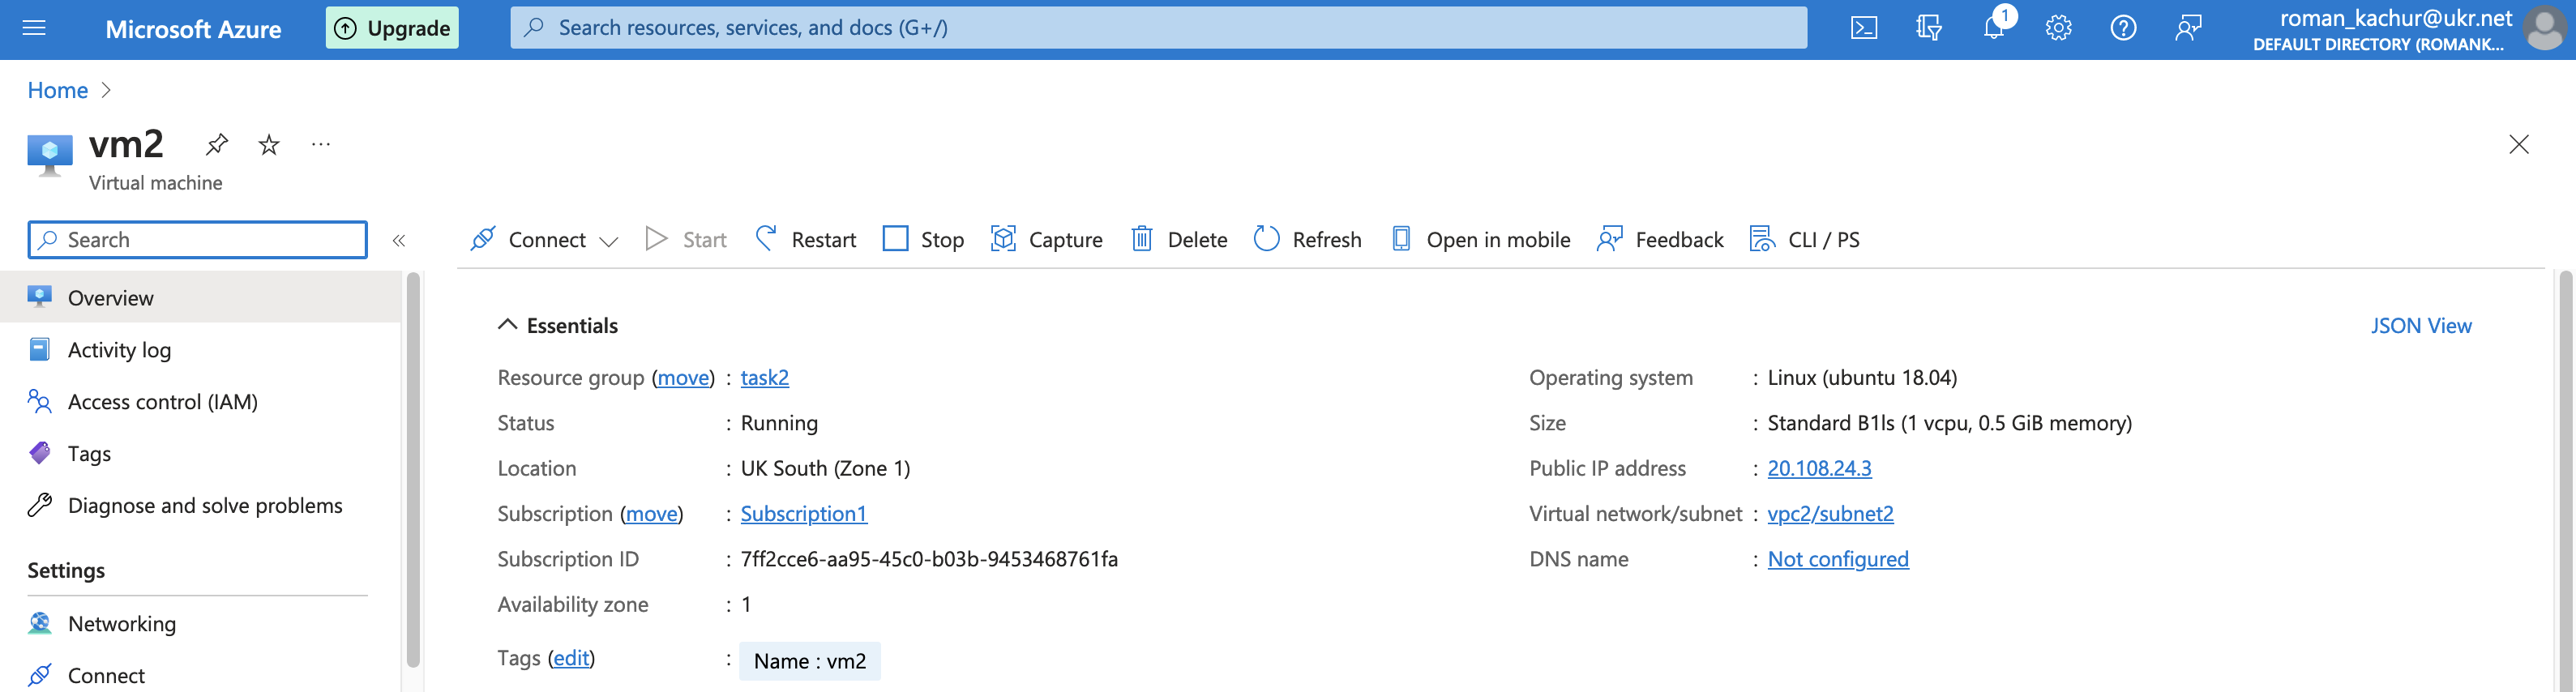 Microsoft Azure
Upgrade
Search resources, services, and docs (G+/)
1
roman_kachur@ukr.net
DEFAULT DIRECTORY (ROMANK...
Home
vm2
Virtual machine
Search
Connect
Start
Restart
Stop
Capture
Delete
Refresh
Open in mobile
Feedback
CLI / PS
Overview
Activity log
Access control (IAM)
Tags
Diagnose and solve problems
Settings
Networking
Connect
Essentials
JSON View
Resource group (move) : task2
Status : Running
Location : UK South (Zone 1)
Subscription (move) : Subscription1
Subscription ID : 7ff2cce6-aa95-45c0-b03b-9453468761fa
Availability zone : 1
Tags (edit) : Name : vm2
Operating system : Linux (ubuntu 18.04)
Size : Standard B1ls (1 vcpu, 0.5 GiB memory)
Public IP address : 20.108.24.3
Virtual network/subnet : vpc2/subnet2
DNS name : Not configured